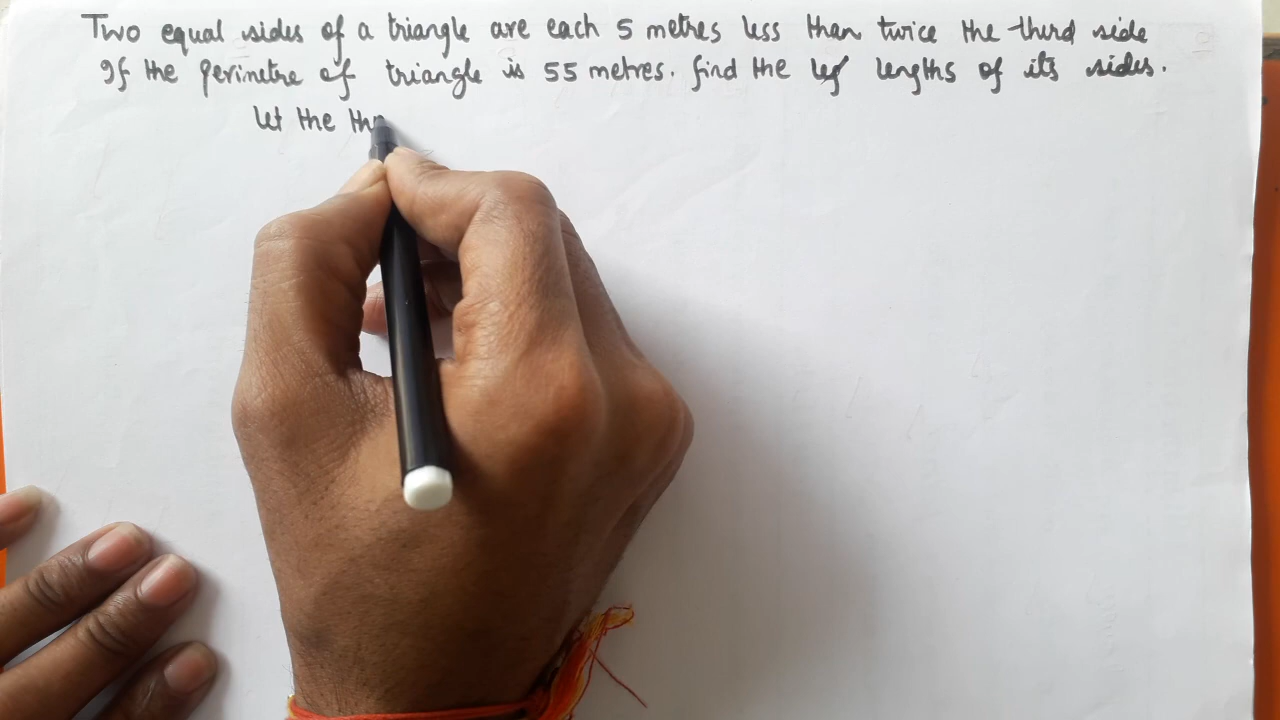 Two equal sides of a triangle are each 5 metres less than twice the third side
If the perimetre of triangle is 55 metres. find the lengths of its sides.
let the